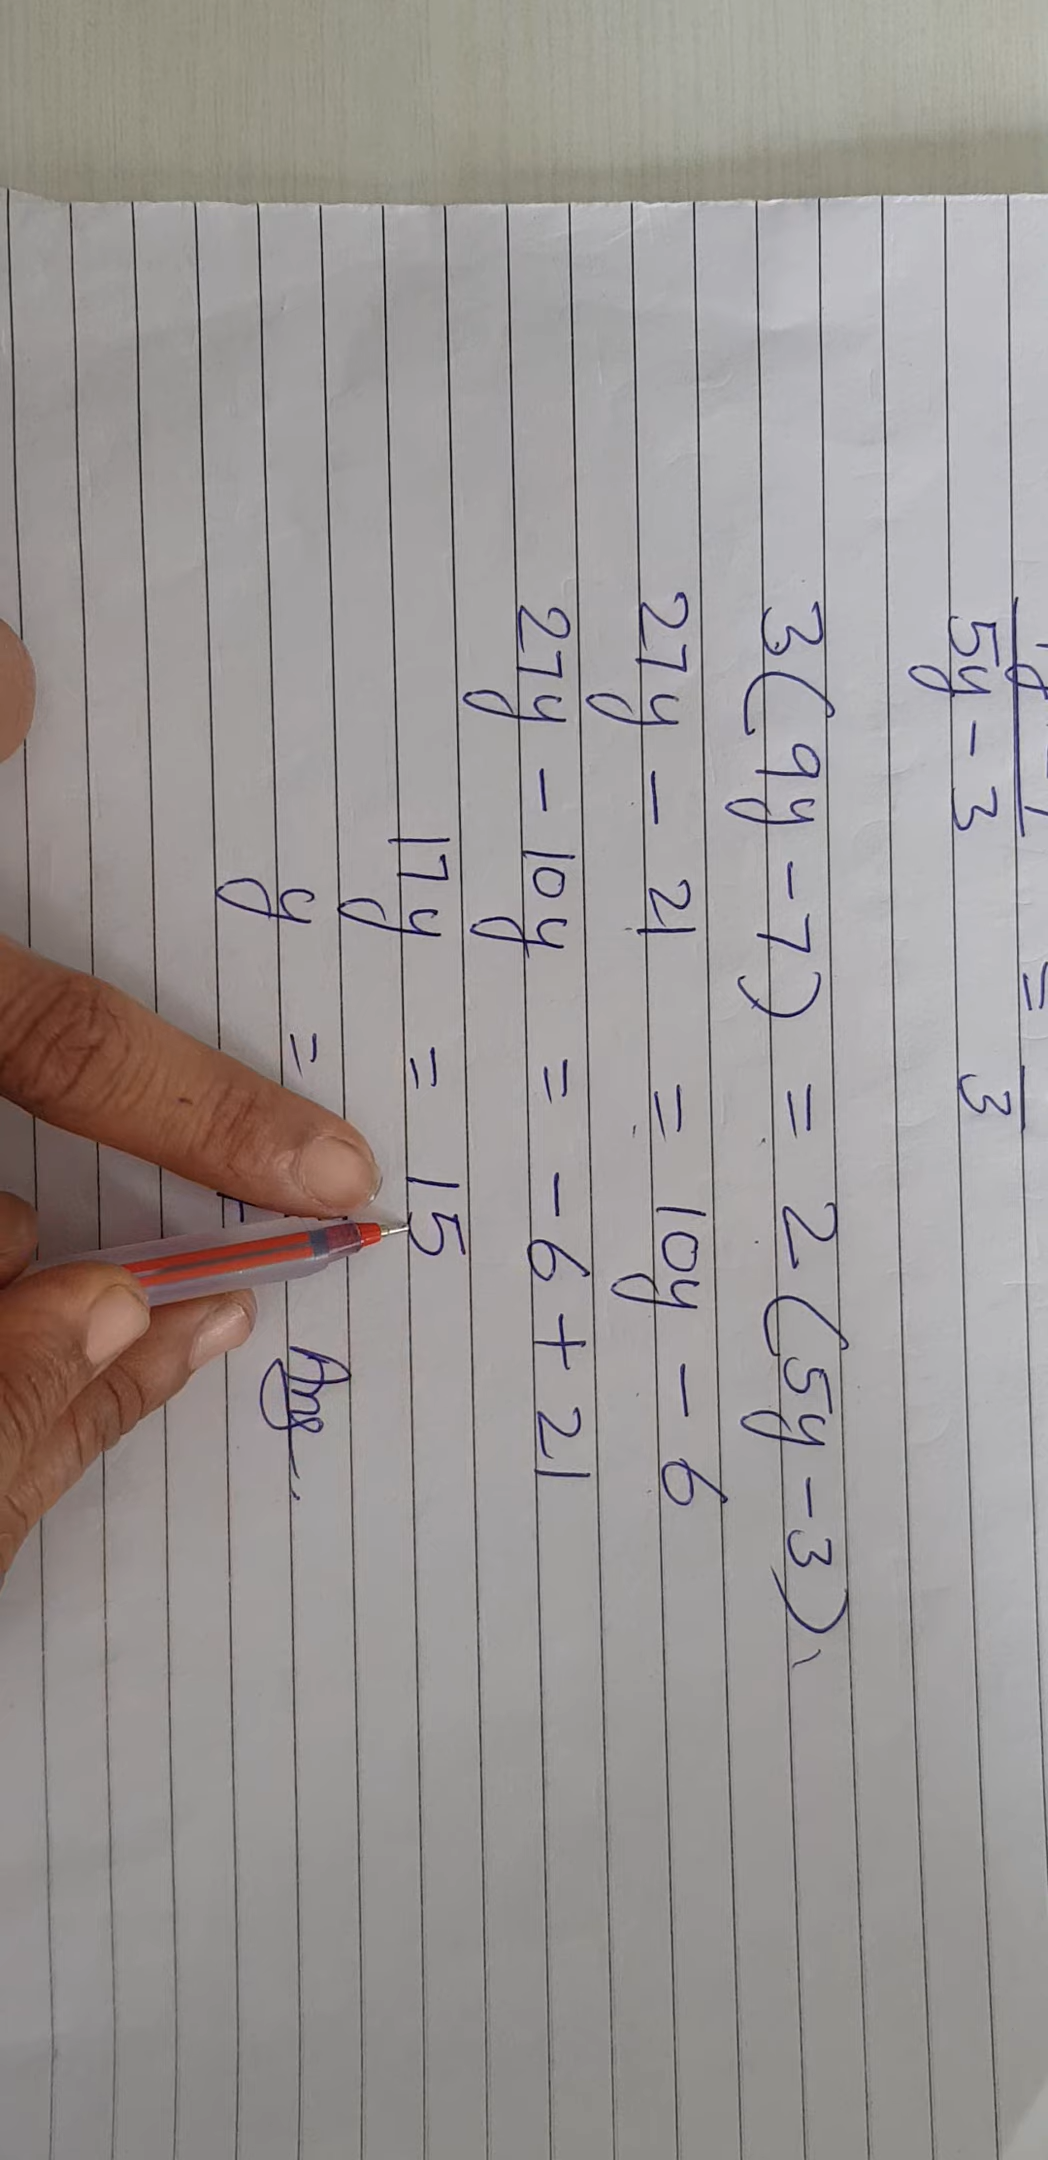 5y - 3 = 3
3(9y - 7) = 2(5y - 3)
27y - 21 = 10y - 6
27y - 10y = - 6 + 21
17y = 15
y =
Ans.